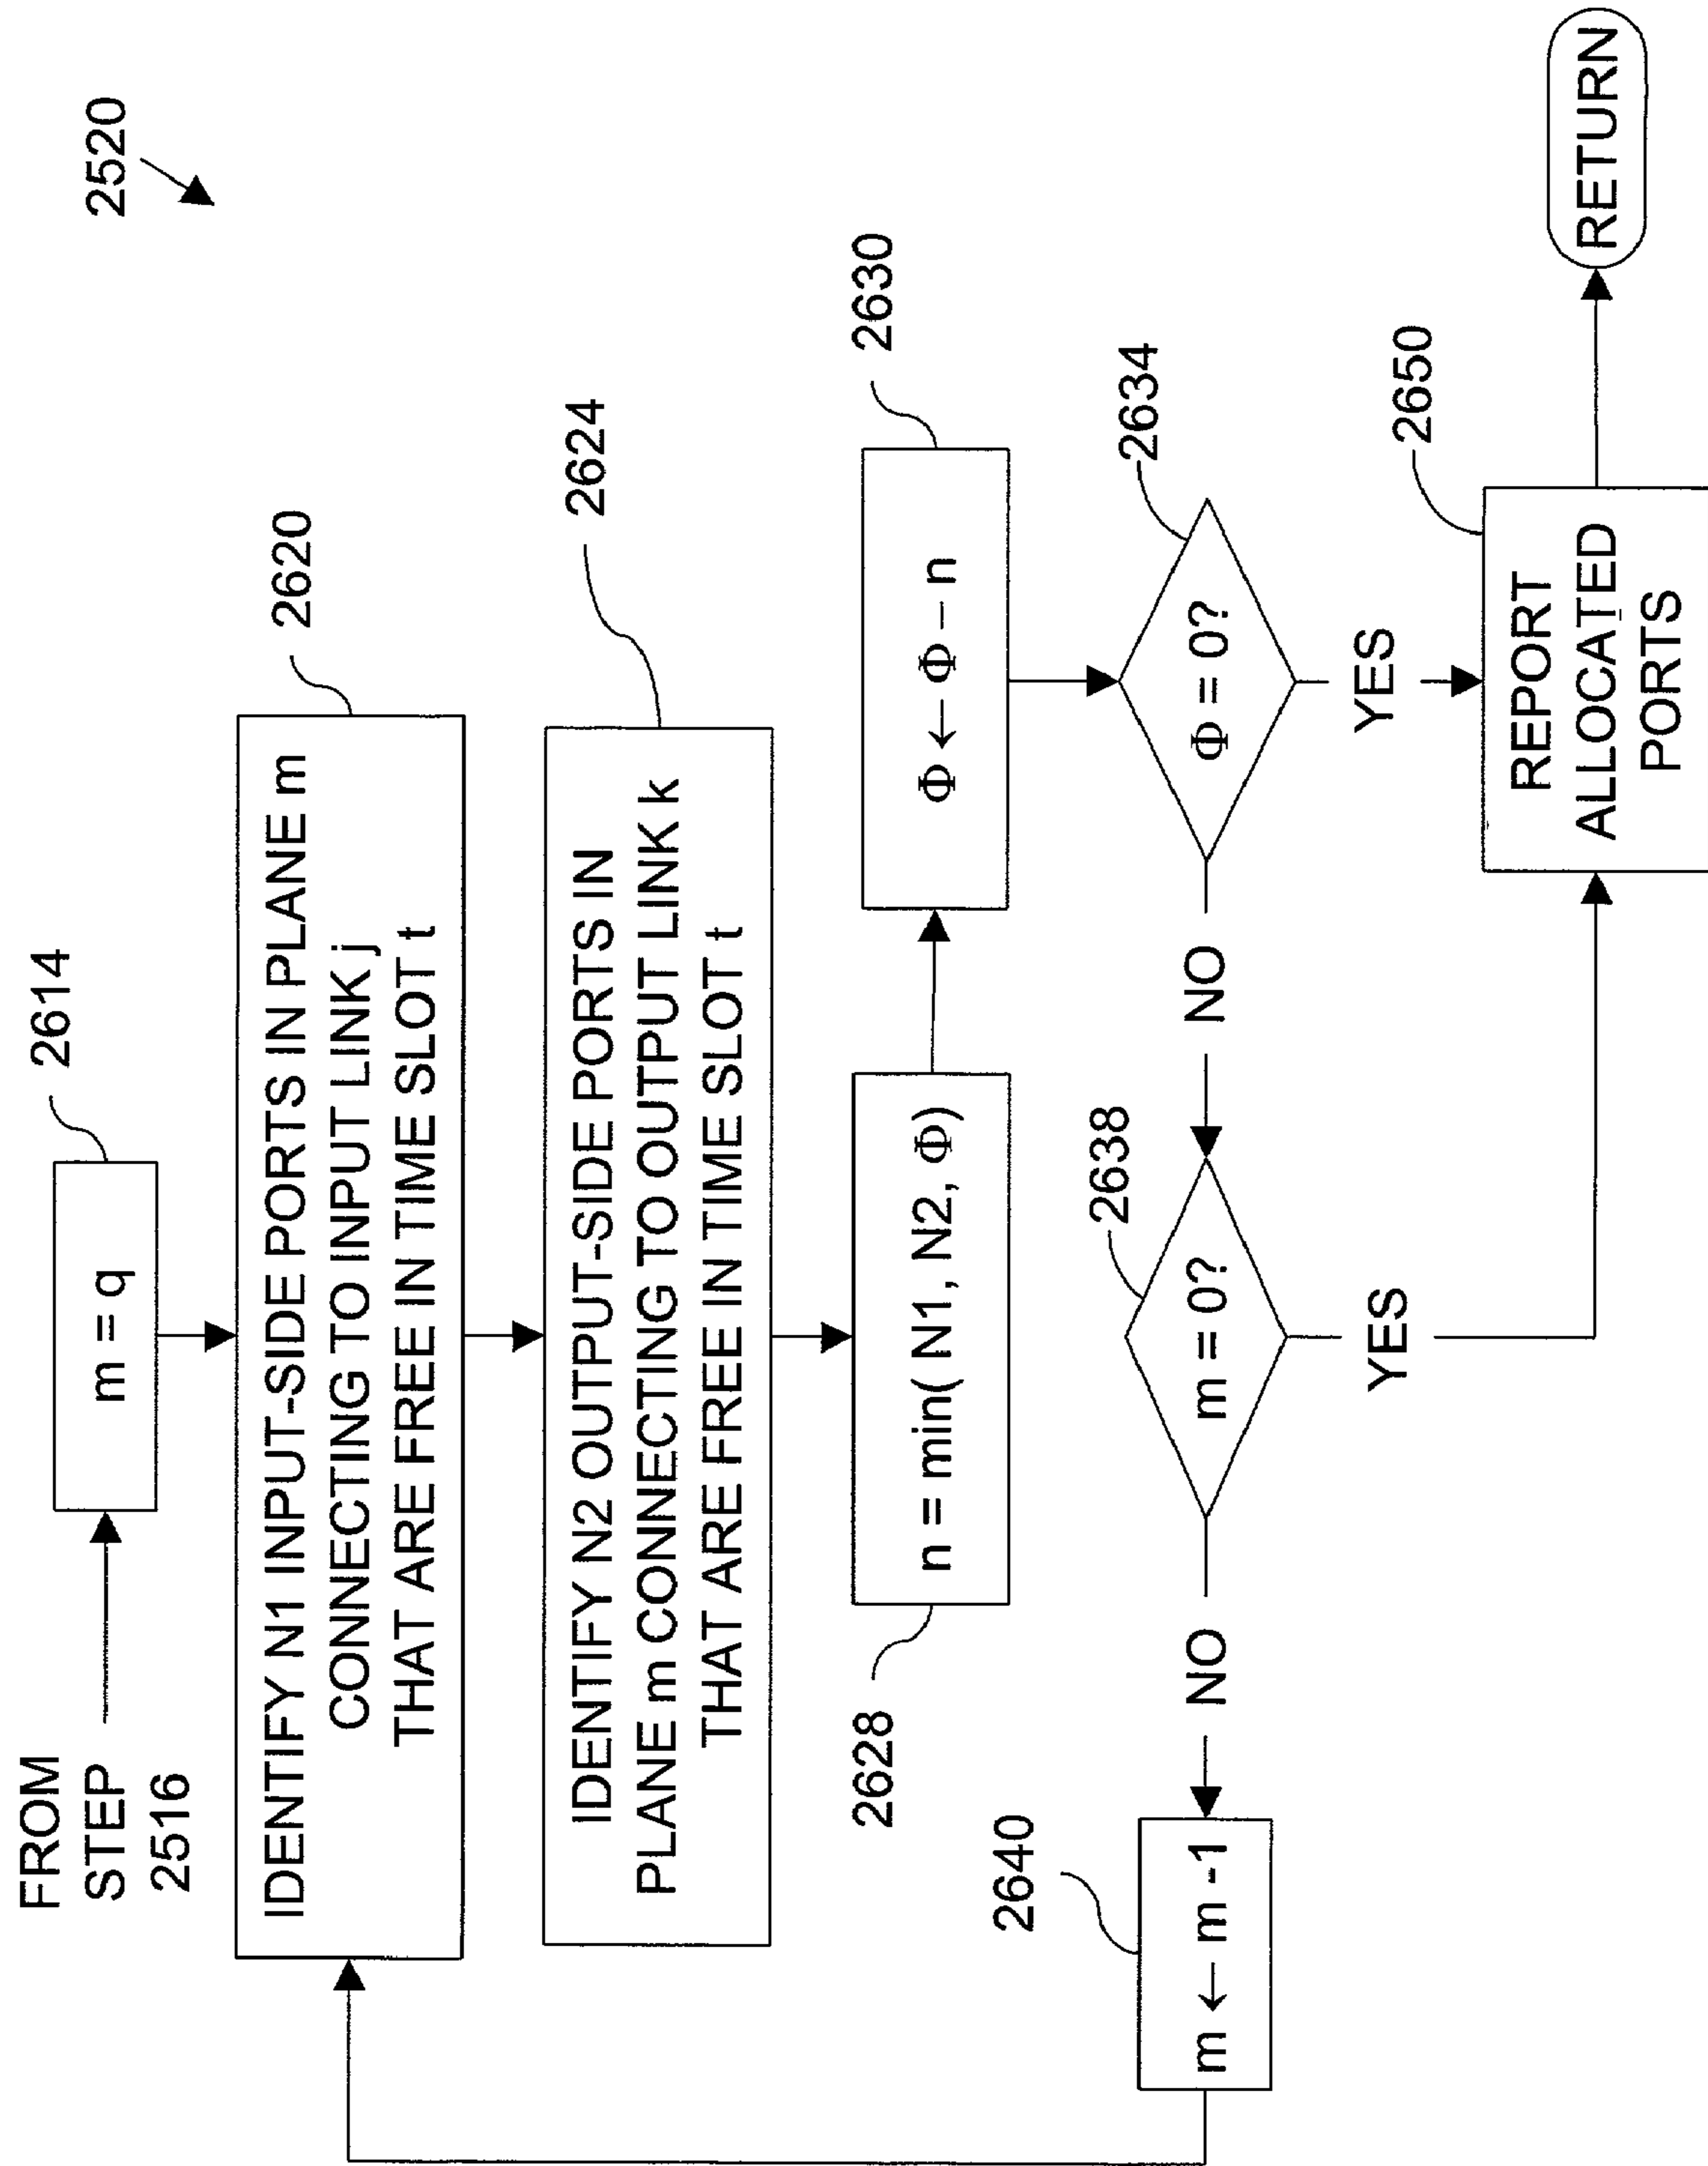 2520
FROM
STEP
2516
m = q
2614
IDENTIFY N1 INPUT-SIDE PORTS IN PLANE m
CONNECTING TO INPUT LINK j
THAT ARE FREE IN TIME SLOT t
2620
IDENTIFY N2 OUTPUT-SIDE PORTS IN
PLANE m CONNECTING TO OUTPUT LINK k
THAT ARE FREE IN TIME SLOT t
2624
n = min( N1, N2, Φ)
2628
Φ ← Φ – n
2630
Φ = 0?
2634
NO
YES
m = 0?
2638
NO
YES
m ← m -1
2640
REPORT
ALLOCATED
PORTS
2650
RETURN